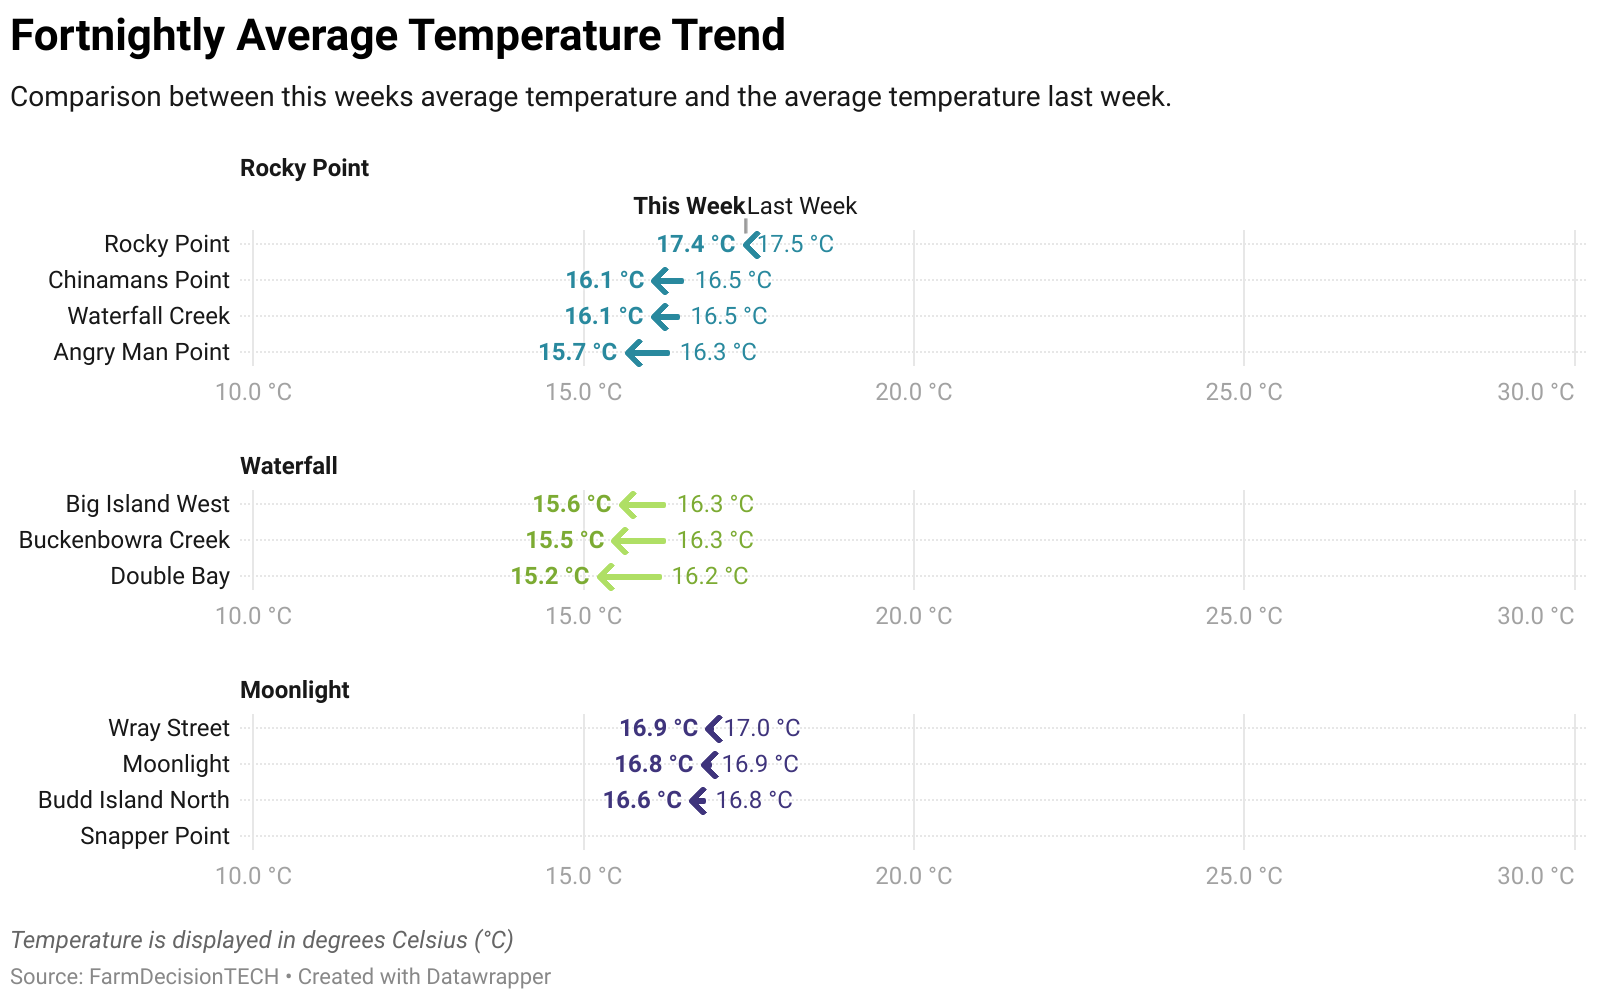 Fortnightly Average Temperature Trend
Comparison between this weeks average temperature and the average temperature last week.
Rocky Point
This Week Last Week
Rocky Point 17.4 °C 17.5 °C
Chinamans Point 16.1 °C 16.5 °C
Waterfall Creek 16.1 °C 16.5 °C
Angry Man Point 15.7 °C 16.3 °C
10.0 °C 15.0 °C 20.0 °C 25.0 °C 30.0 °C
Waterfall
Big Island West 15.6 °C 16.3 °C
Buckenbowra Creek 15.5 °C 16.3 °C
Double Bay 15.2 °C 16.2 °C
10.0 °C 15.0 °C 20.0 °C 25.0 °C 30.0 °C
Moonlight
Wray Street 16.9 °C 17.0 °C
Moonlight 16.8 °C 16.9 °C
Budd Island North 16.6 °C 16.8 °C
Snapper Point
10.0 °C 15.0 °C 20.0 °C 25.0 °C 30.0 °C
Temperature is displayed in degrees Celsius (°C)
Source: FarmDecisionTECH • Created with Datawrapper